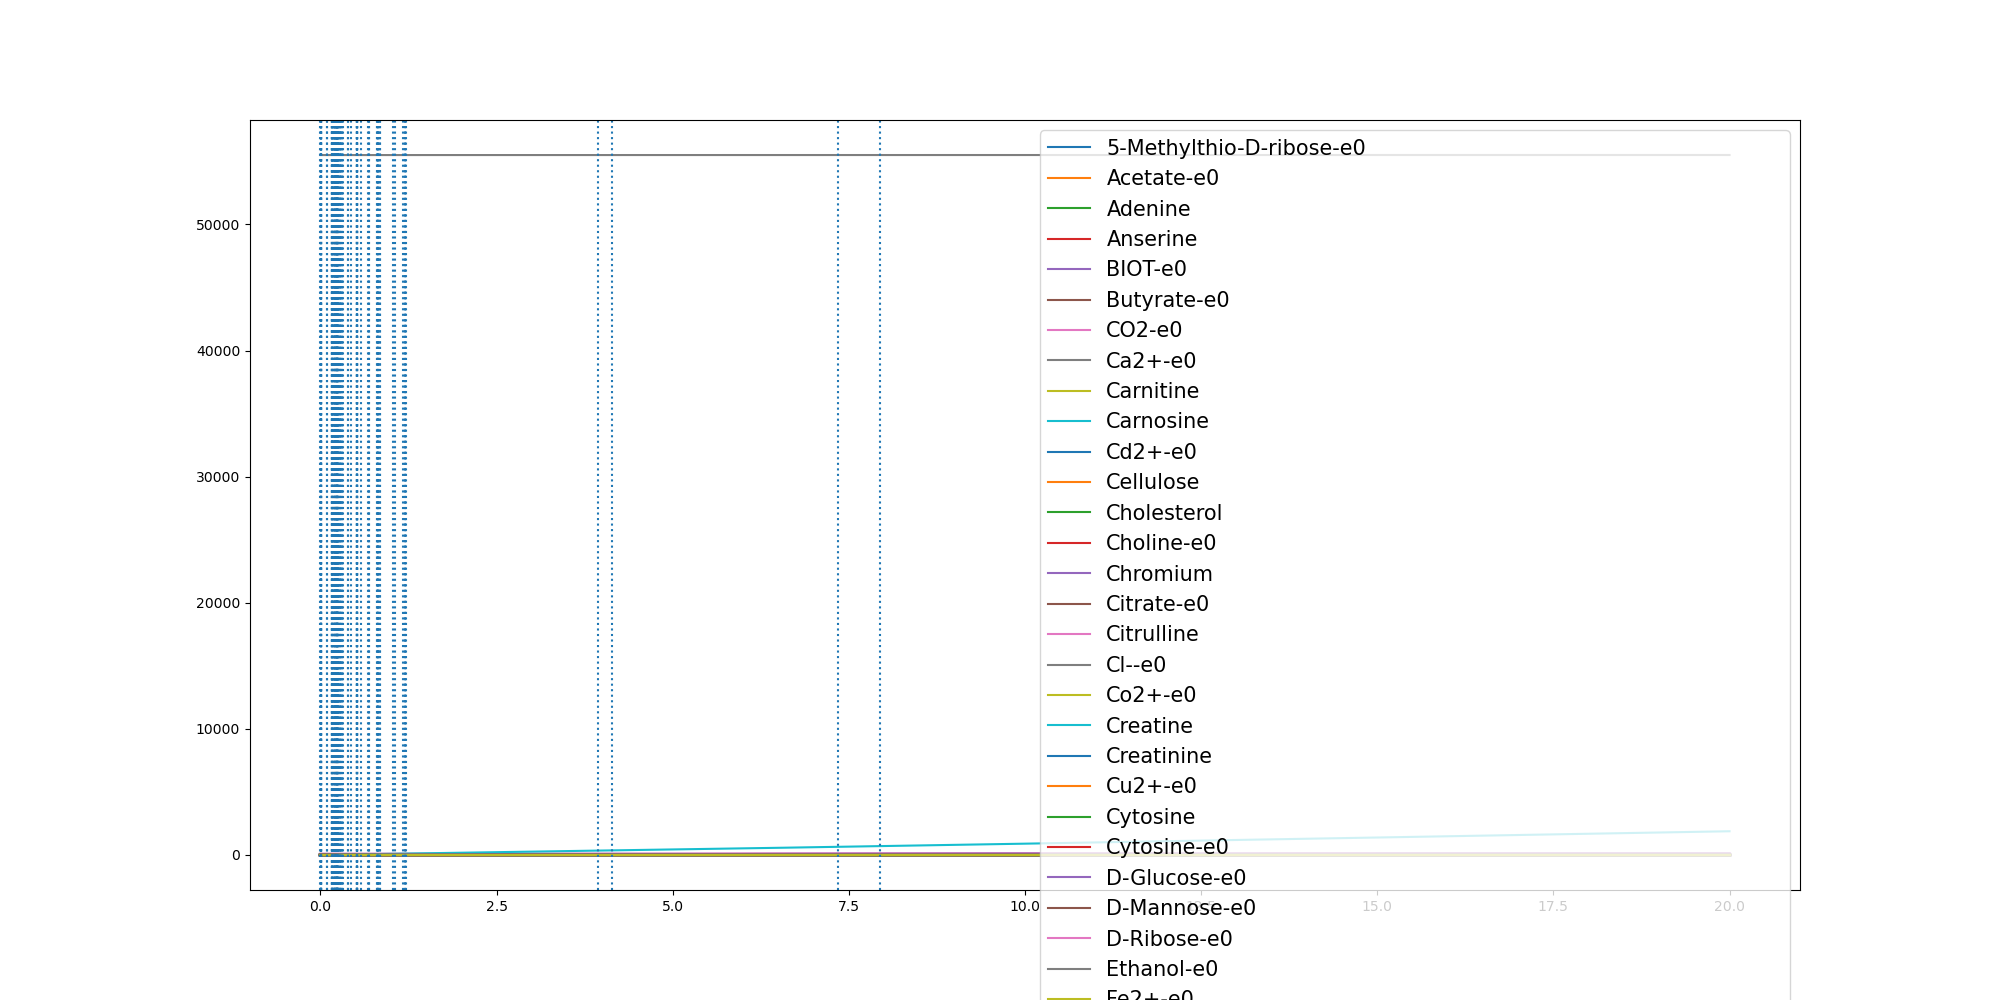 50000
40000
30000
20000
10000
0
0.0 2.5 5.0 7.5 10.0 15.0 17.5 20.0
5-Methylthio-D-ribose-e0
Acetate-e0
Adenine
Anserine
BIOT-e0
Butyrate-e0
CO2-e0
Ca2+-e0
Carnitine
Carnosine
Cd2+-e0
Cellulose
Cholesterol
Choline-e0
Chromium
Citrate-e0
Citrulline
Cl--e0
Co2+-e0
Creatine
Creatinine
Cu2+-e0
Cytosine
Cytosine-e0
D-Glucose-e0
D-Mannose-e0
D-Ribose-e0
Ethanol-e0
Fe2+-e0